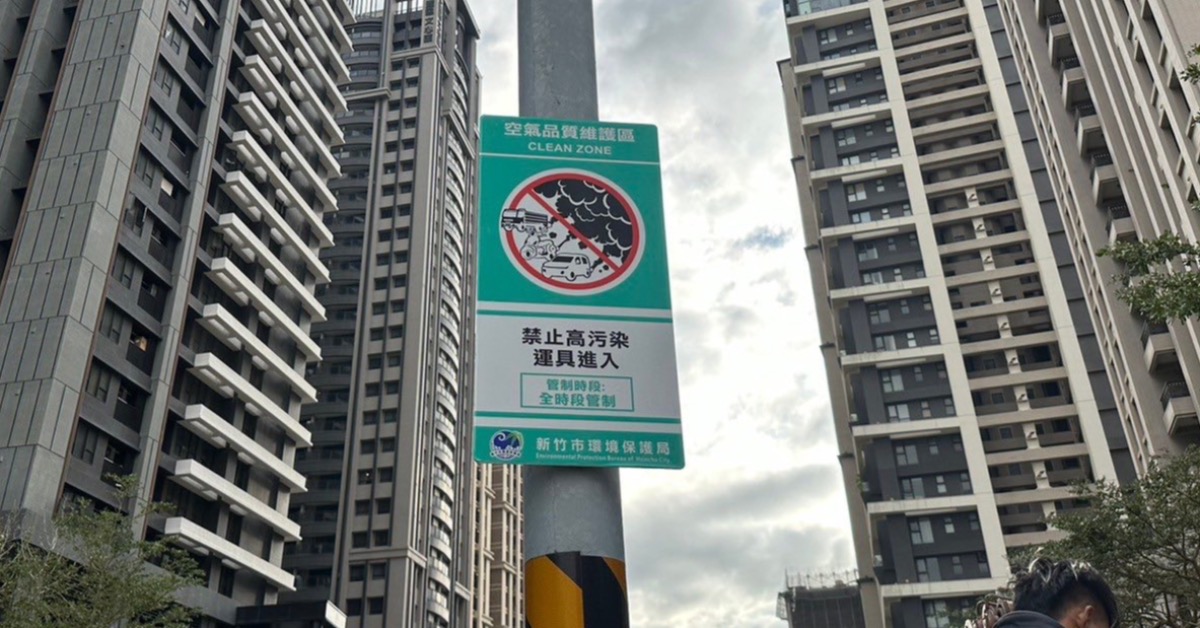 空氣品質維護區
CLEAN ZONE
禁止高污染
運具進入
管制時段:
全時段管制
新竹市環境保護局
Environmental Protection Bureau of Hsinchu City